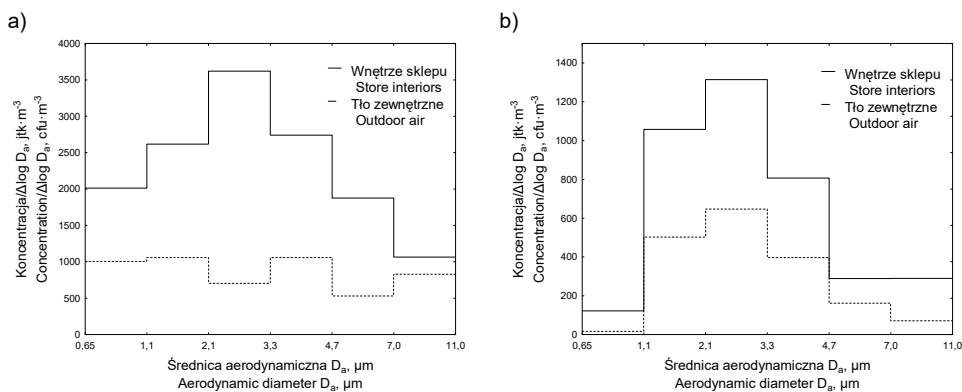 a)
4000
3500
3000
2500
2000
1500
1000
500
0
0,65
1,1
2,1
3,3
4,7
7,0
11,0
Koncentracja/Δlog Dₐ, jtk·m⁻³
Concentration/Δlog Dₐ, cfu·m⁻³
Wnętrze sklepu
Store interiors
Tło zewnętrzne
Outdoor air
Średnica aerodynamiczna Dₐ, µm
Aerodynamic diameter Dₐ, µm
b)
1400
1200
1000
800
600
400
200
0
0,65
1,1
2,1
3,3
4,7
7,0
11,0
Koncentracja/Δlog Dₐ, jtk·m⁻³
Concentration/Δlog Dₐ, cfu·m⁻³
Wnętrze sklepu
Store interiors
Tło zewnętrzne
Outdoor air
Średnica aerodynamiczna Dₐ, µm
Aerodynamic diameter Dₐ, µm